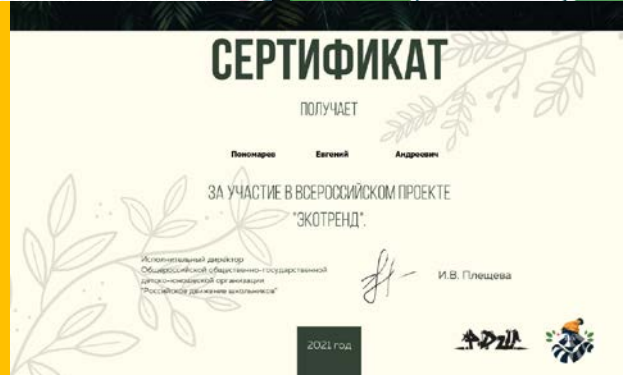 СЕРТИФИКАТ
ПОЛУЧАЕТ
Пономарев Евгений Андреевич
ЗА УЧАСТИЕ В ВСЕРОССИЙСКОМ ПРОЕКТЕ
"ЭКОТРЕНД".
Исполнительный директор
Общероссийской общественно-государственной
детско-юношеской организации
"Российское движение школьников"
И.В. Плещева
2021 год
РДШ